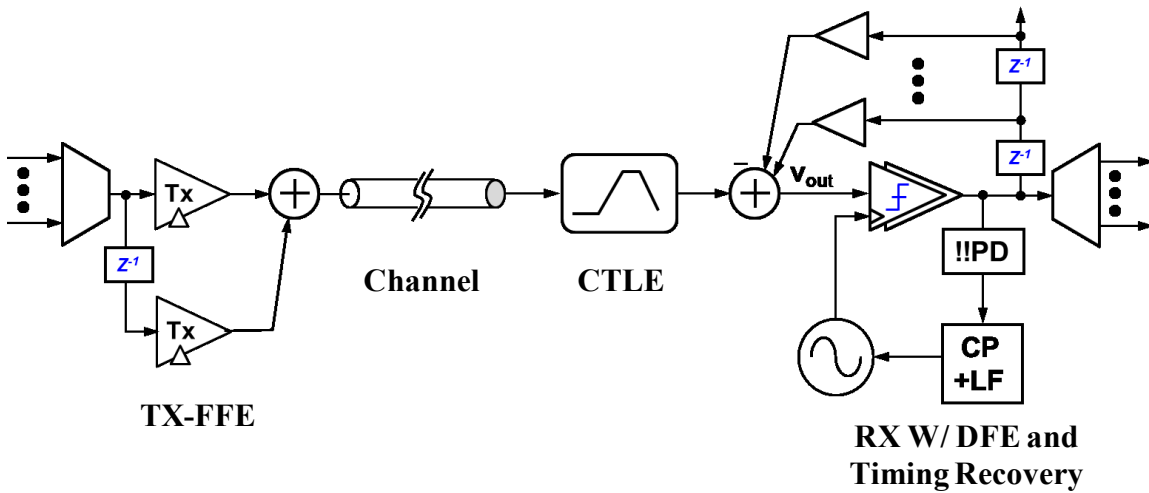 Z⁻¹
Z⁻¹
Tx
−
Vout
Z⁻¹
!!PD
Channel
CTLE
Tx
CP
+LF
TX-FFE
RX W/ DFE and
Timing Recovery